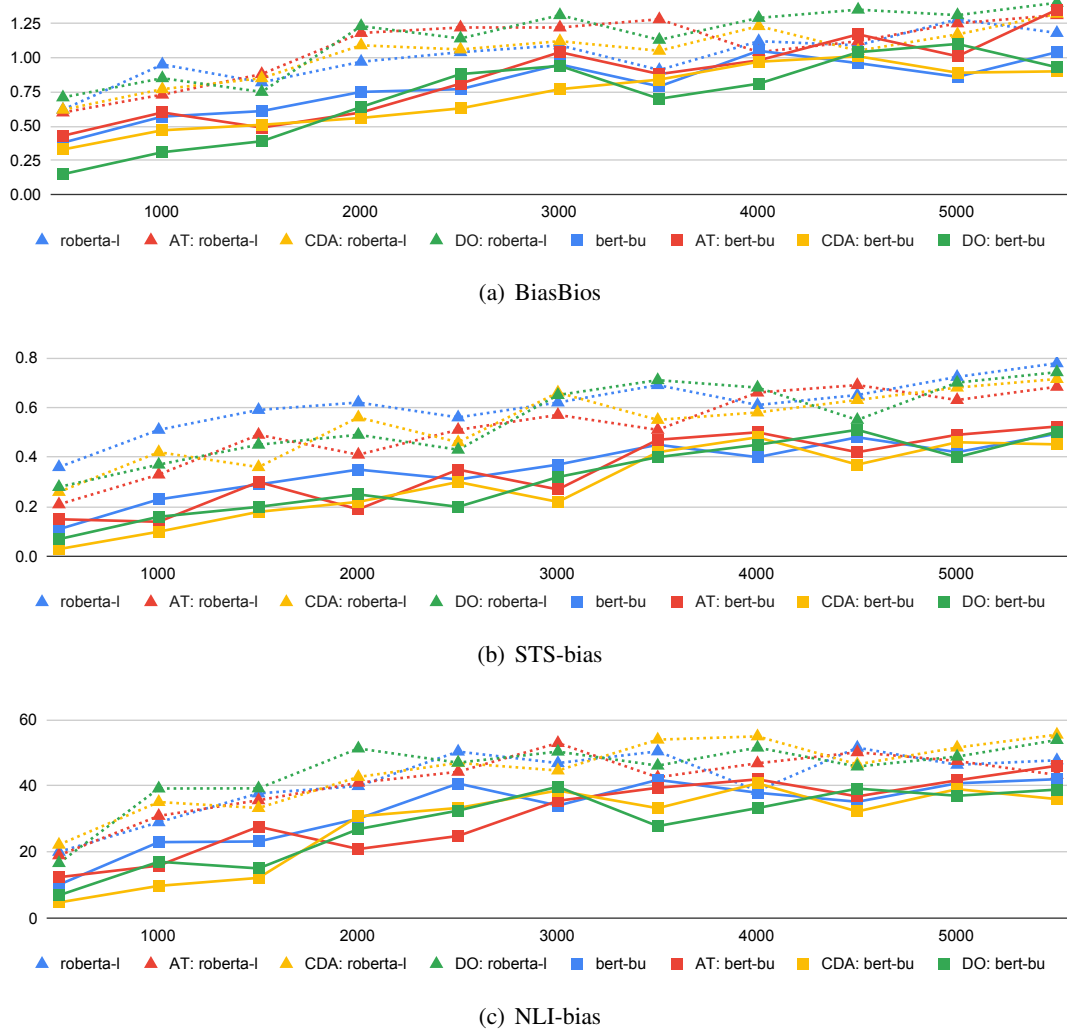 1.25
1.00
0.75
0.50
0.25
0.00
1000 2000 3000 4000 5000
roberta-l AT: roberta-l CDA: roberta-l DO: roberta-l bert-bu AT: bert-bu CDA: bert-bu DO: bert-bu
(a) BiasBios
0.8
0.6
0.4
0.2
0.0
1000 2000 3000 4000 5000
roberta-l AT: roberta-l CDA: roberta-l DO: roberta-l bert-bu AT: bert-bu CDA: bert-bu DO: bert-bu
(b) STS-bias
60
40
20
0
1000 2000 3000 4000 5000
roberta-l AT: roberta-l CDA: roberta-l DO: roberta-l bert-bu AT: bert-bu CDA: bert-bu DO: bert-bu
(c) NLI-bias